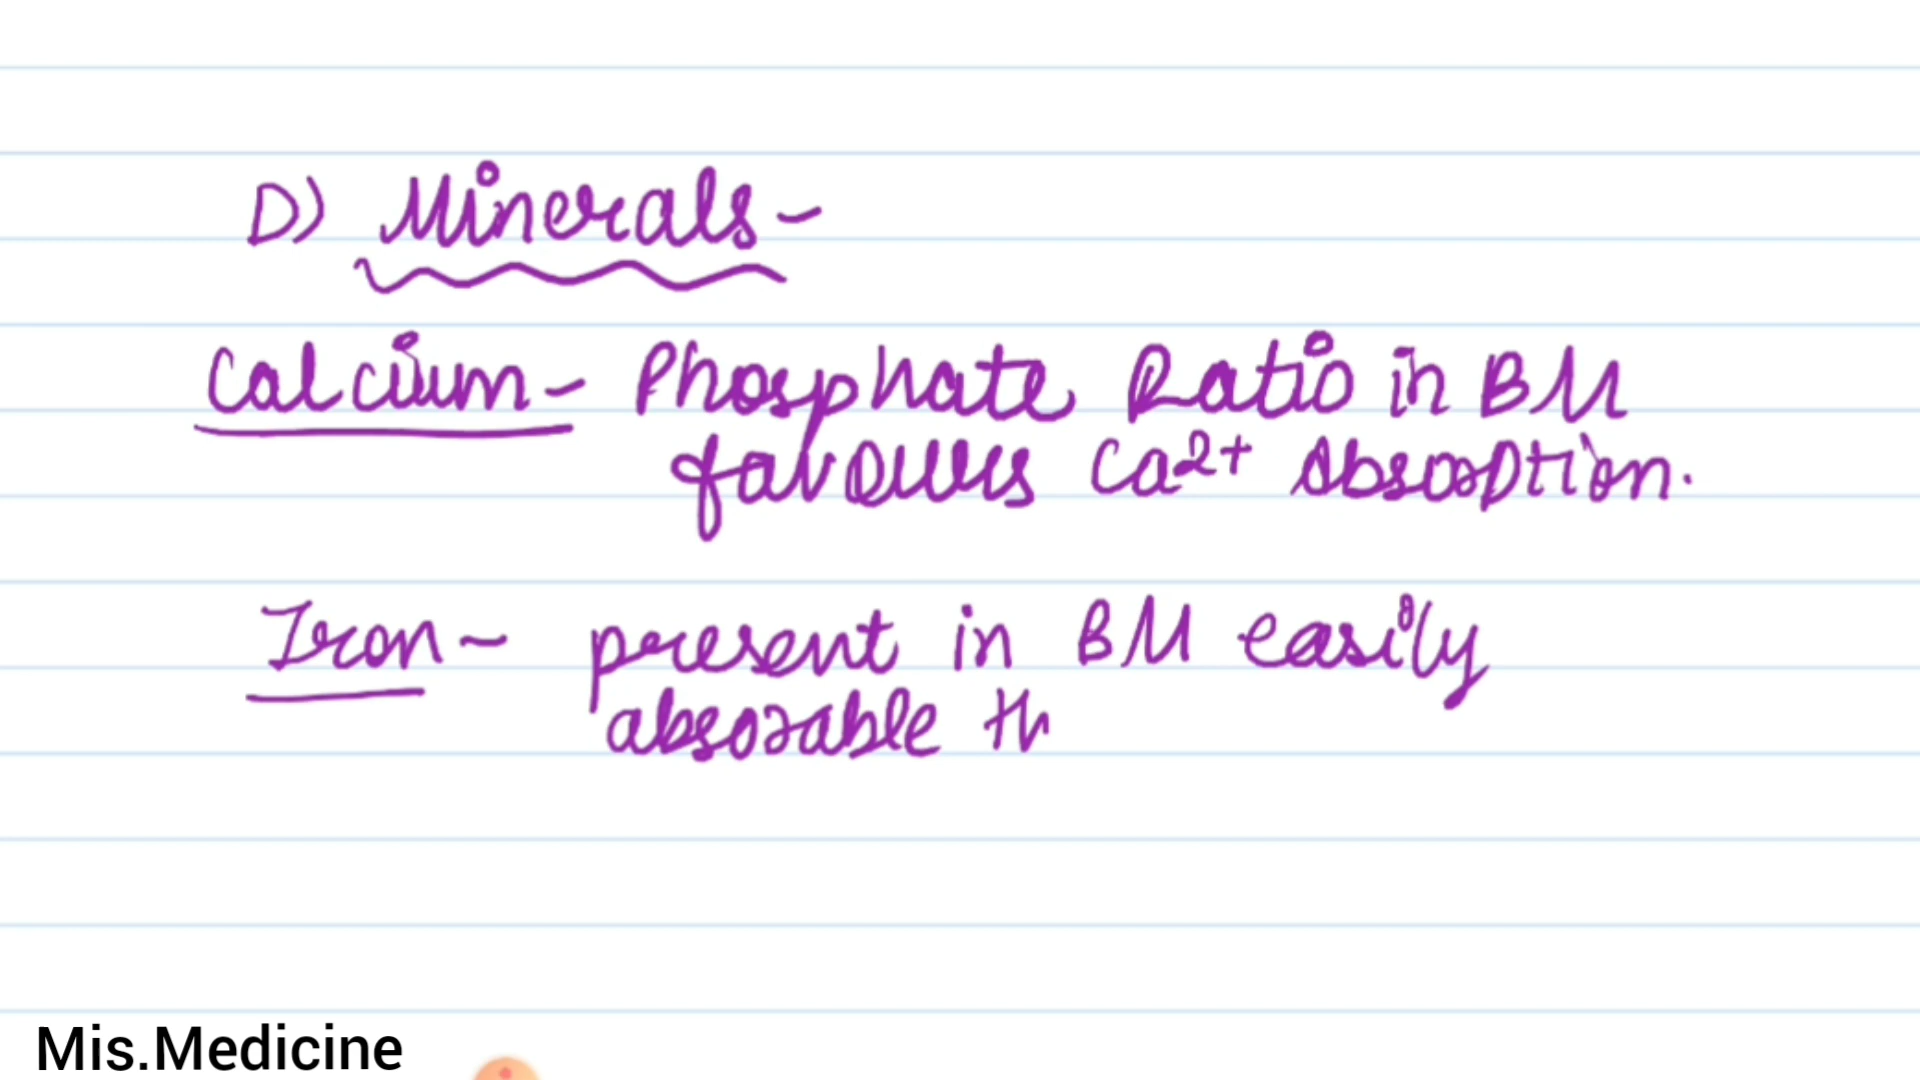 D) Minerals -
Calcium - Phosphate Ratio in BM
favours Ca2+ Absorption.
Iron - present in BM easily
absorable th
Mis.Medicine